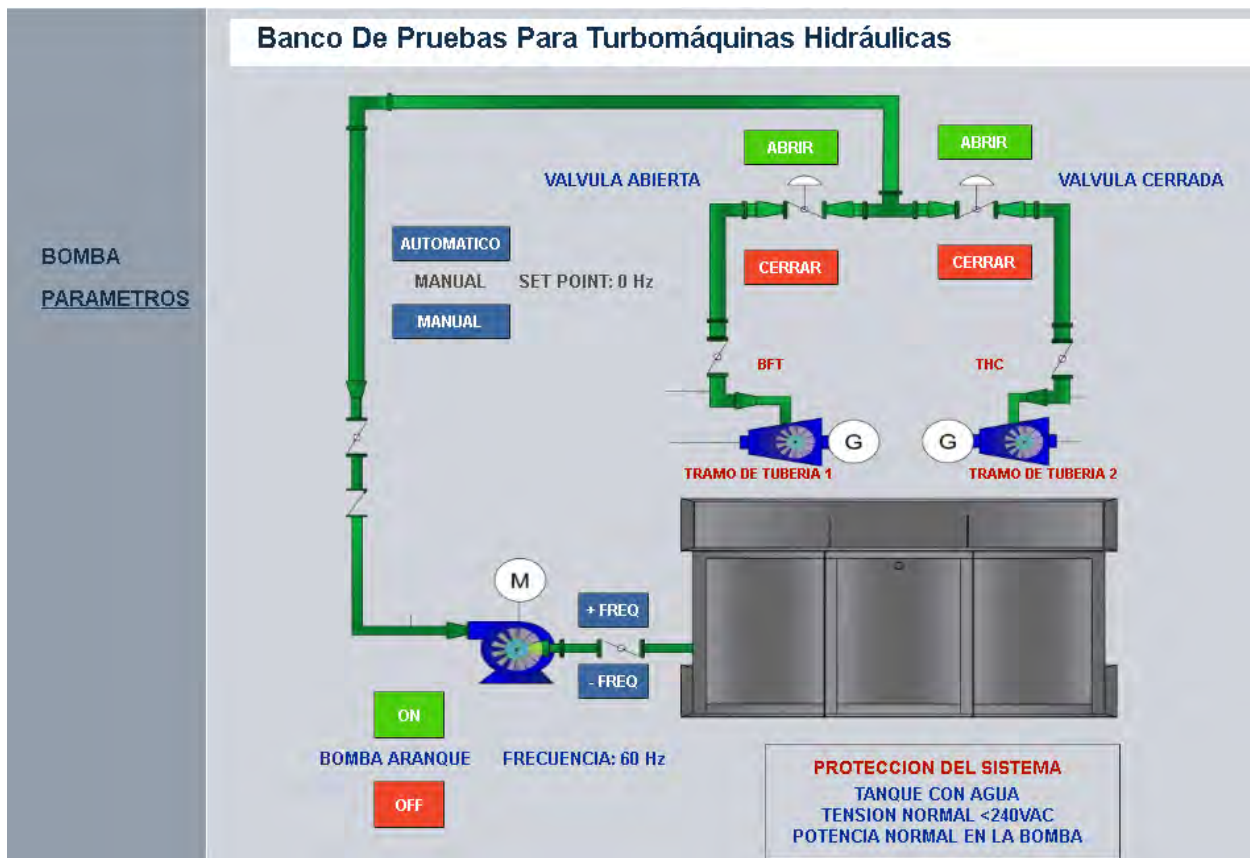 Banco De Pruebas Para Turbomáquinas Hidráulicas
BOMBA
PARAMETROS
ABRIR
ABRIR
VALVULA ABIERTA
VALVULA CERRADA
AUTOMATICO
CERRAR
CERRAR
MANUAL
SET POINT: 0 Hz
MANUAL
BFT
THC
G
G
TRAMO DE TUBERIA 1
TRAMO DE TUBERIA 2
M
+ FREQ
- FREQ
ON
BOMBA ARANQUE
FRECUENCIA: 60 Hz
OFF
PROTECCION DEL SISTEMA
TANQUE CON AGUA
TENSION NORMAL <240VAC
POTENCIA NORMAL EN LA BOMBA